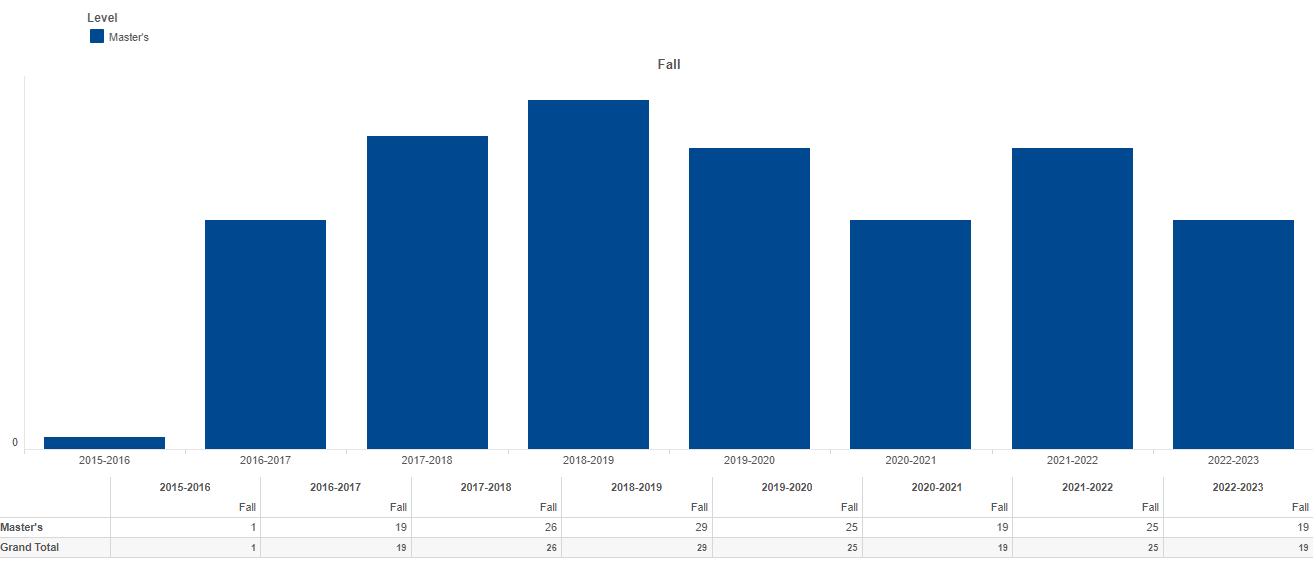 Level
Master's
Fall
0
2015-2016 2016-2017 2017-2018 2018-2019 2019-2020 2020-2021 2021-2022 2022-2023
2015-2016 2016-2017 2017-2018 2018-2019 2019-2020 2020-2021 2021-2022 2022-2023
Fall Fall Fall Fall Fall Fall Fall Fall
Master's 1 19 26 29 25 19 25 19
Grand Total 1 19 26 29 25 19 25 19